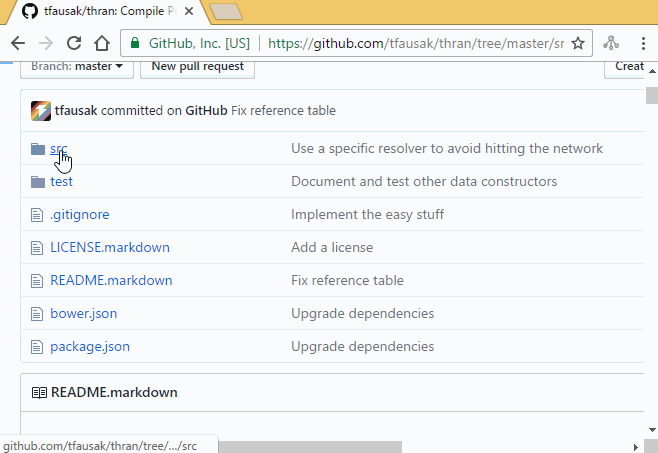 tfausak/thran: Compile P
GitHub, Inc. [US] https://github.com/tfausak/thran/tree/master/sr
Branch: master New pull request Creat
tfausak committed on GitHub Fix reference table
src Use a specific resolver to avoid hitting the network
test Document and test other data constructors
.gitignore Implement the easy stuff
LICENSE.markdown Add a license
README.markdown Fix reference table
bower.json Upgrade dependencies
package.json Upgrade dependencies
README.markdown
github.com/tfausak/thran/tree/.../src